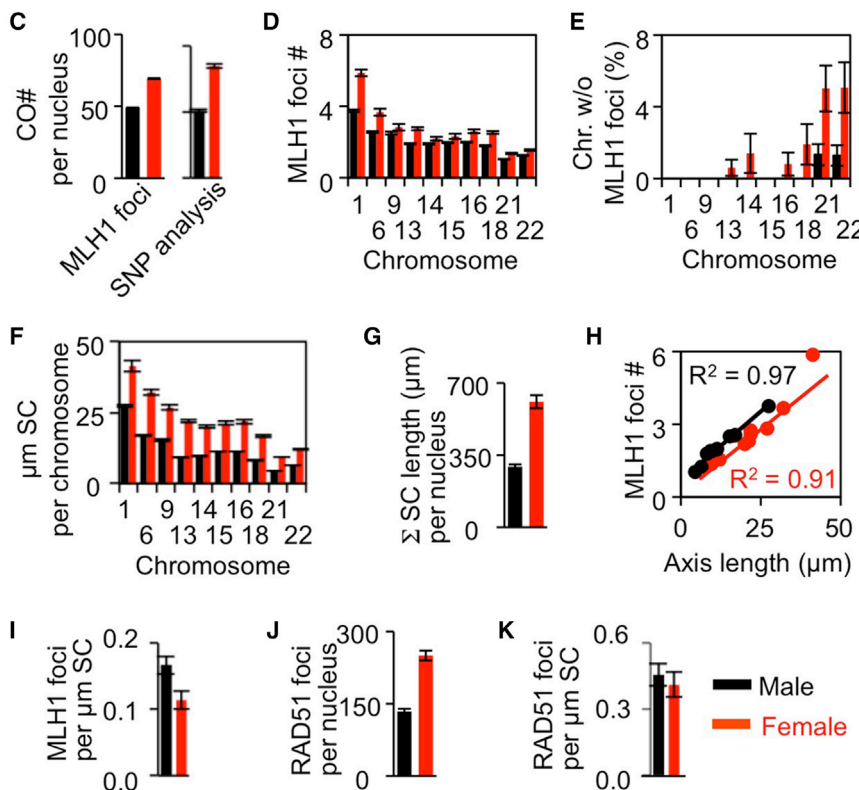 C
D
E
CO#
per nucleus
100
50
0
MLH1 foci
SNP analysis
MLH1 foci #
8
4
0
1 9 14 16 21
6 13 15 18 22
Chromosome
Chr. w/o
MLH1 foci (%)
8
4
0
1 9 14 16 21
6 13 15 18 22
Chromosome
F
G
H
µm SC
per chromosome
50
25
0
1 9 14 16 21
6 13 15 18 22
Chromosome
Σ SC length (µm)
per nucleus
700
350
0
MLH1 foci #
6
3
0
R² = 0.97
R² = 0.91
0 25 50
Axis length (µm)
I
J
K
MLH1 foci
per µm SC
0.2
0.1
0.0
RAD51 foci
per nucleus
300
150
0
RAD51 foci
per µm SC
0.6
0.3
0.0
Male
Female